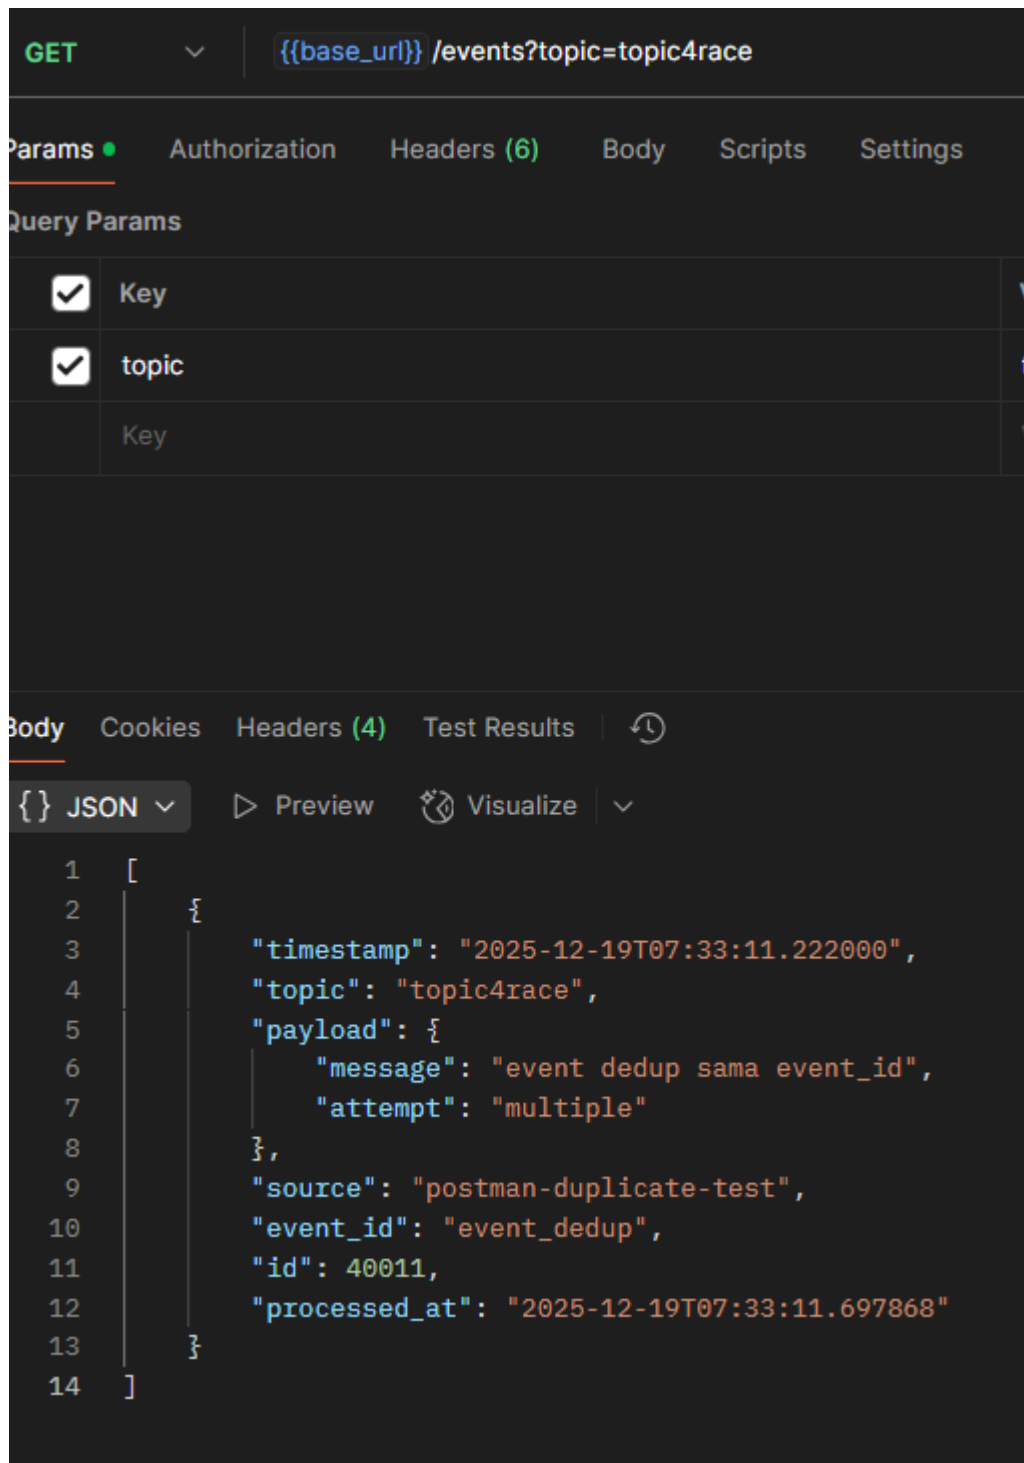 GET {{base_url}} /events?topic=topic4race
Params Authorization Headers (6) Body Scripts Settings
Query Params
Key
topic
Key
Body Cookies Headers (4) Test Results
{} JSON Preview Visualize
1 [
2 {
3 "timestamp": "2025-12-19T07:33:11.222000",
4 "topic": "topic4race",
5 "payload": {
6 "message": "event dedup sama event_id",
7 "attempt": "multiple"
8 },
9 "source": "postman-duplicate-test",
10 "event_id": "event_dedup",
11 "id": 40011,
12 "processed_at": "2025-12-19T07:33:11.697868"
13 }
14 ]